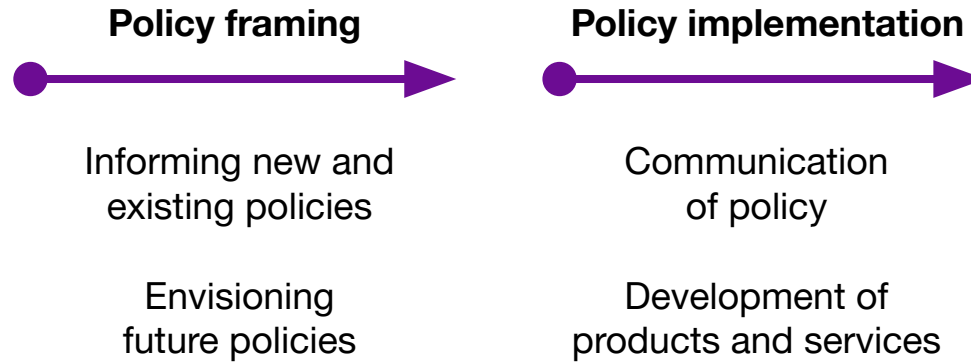 Policy framing
Informing new and
existing policies
Envisioning
future policies
Policy implementation
Communication
of policy
Development of
products and services